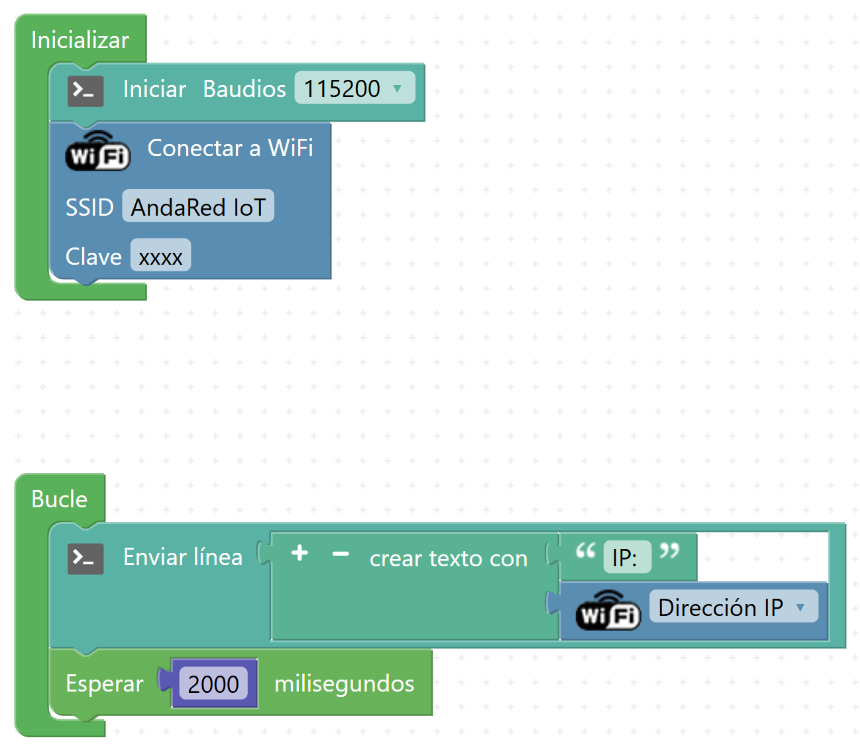 Inicializar
>_ Iniciar Baudios 115200
WiFi Conectar a WiFi
SSID AndaRed IoT
Clave xxxx
Bucle
>_ Enviar línea + − crear texto con “ IP: ”
WiFi Dirección IP
Esperar 2000 milisegundos